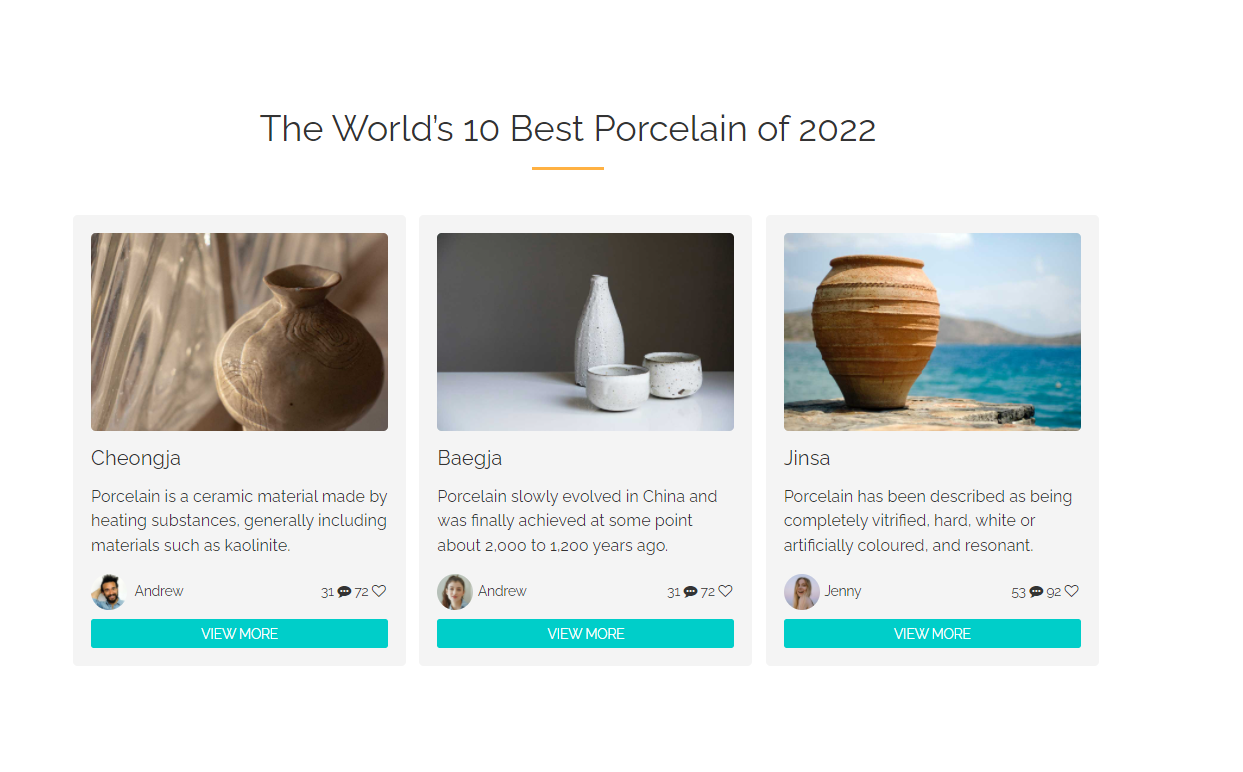 The World's 10 Best Porcelain of 2022
Cheongja
Porcelain is a ceramic material made by
heating substances, generally including
materials such as kaolinite.
Andrew
31 72
VIEW MORE
Baegja
Porcelain slowly evolved in China and
was finally achieved at some point
about 2,000 to 1,200 years ago.
Andrew
31 72
VIEW MORE
Jinsa
Porcelain has been described as being
completely vitrified, hard, white or
artificially coloured, and resonant.
Jenny
53 92
VIEW MORE